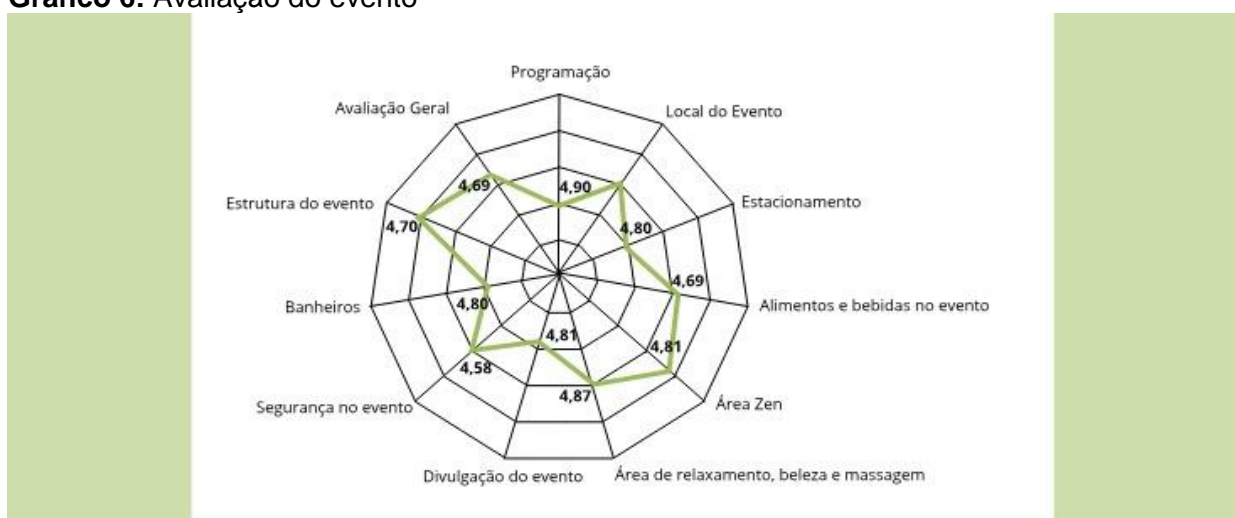 Gráfico 6: Avaliação do evento
Programação
Avaliação Geral
Local do Evento
4,69
4,90
Estrutura do evento
Estacionamento
4,70
4,80
4,69
Banheiros
4,80
Alimentos e bebidas no evento
4,81
4,81
4,58
4,87
Segurança no evento
Área Zen
Divulgação do evento
Área de relaxamento, beleza e massagem